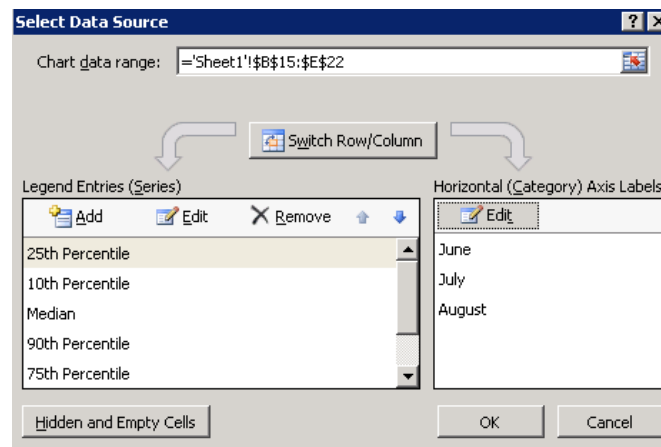 Select Data Source
Chart data range: ='Sheet1'!$B$15:$E$22
Switch Row/Column
Legend Entries (Series)
Add Edit Remove
25th Percentile
10th Percentile
Median
90th Percentile
75th Percentile
Horizontal (Category) Axis Labels
Edit
June
July
August
Hidden and Empty Cells
OK Cancel